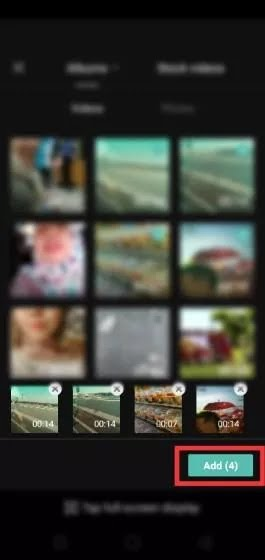 Albums Stock videos
Videos Photos
00:14 00:14 00:07 00:14
Add (4)
Tap full screen display